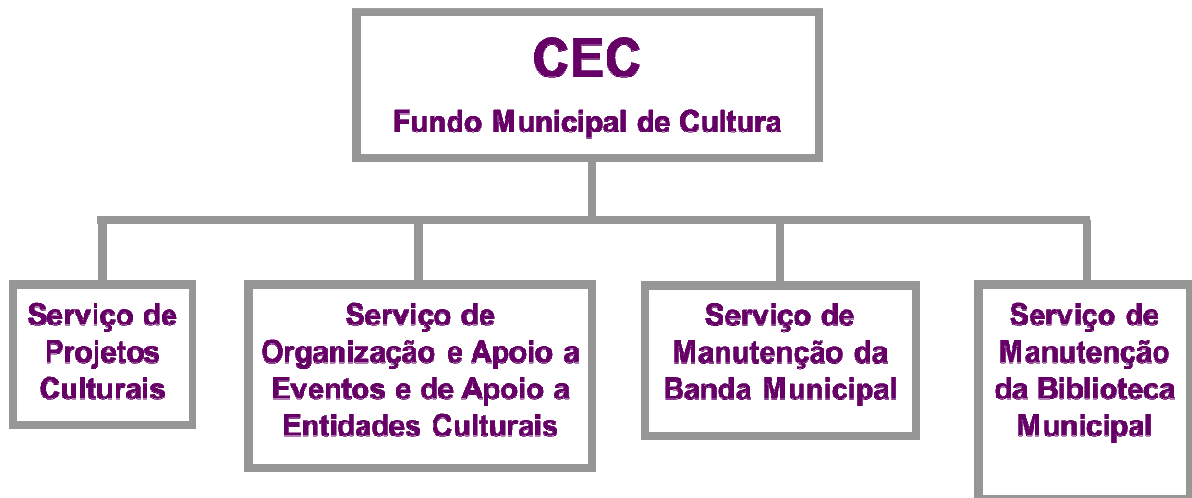 CEC
Fundo Municipal de Cultura
Serviço de
Projetos
Culturais
Serviço de
Organização e Apoio a
Eventos e de Apoio a
Entidades Culturais
Serviço de
Manutenção da
Banda Municipal
Serviço de
Manutenção
da Biblioteca
Municipal